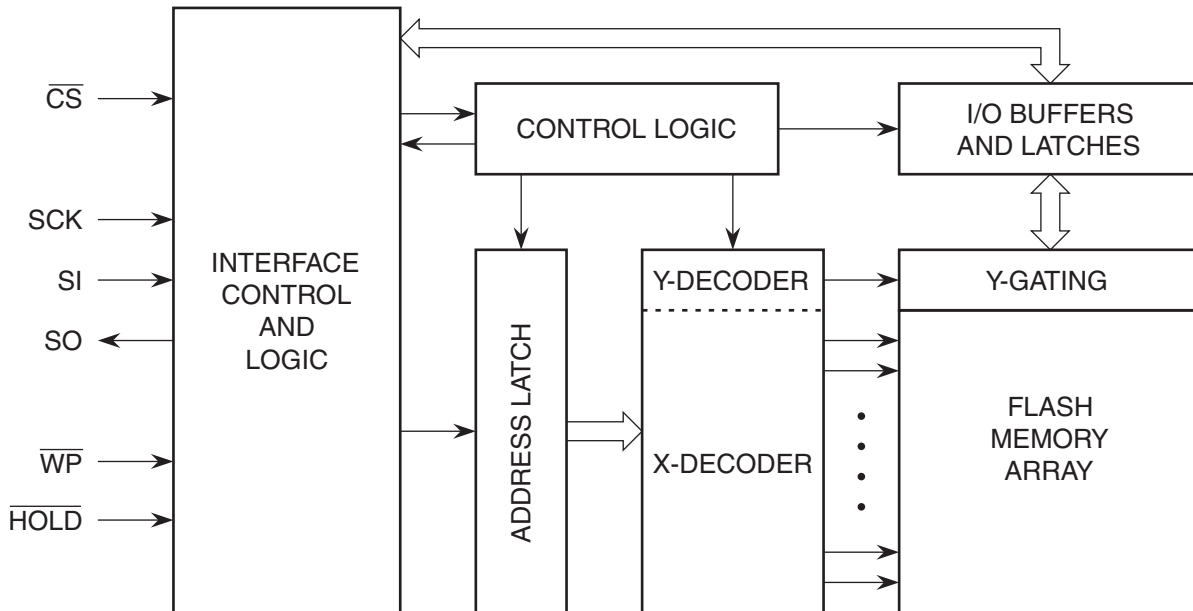 CS
SCK
SI
SO
WP
HOLD
INTERFACE
CONTROL
AND
LOGIC
CONTROL LOGIC
I/O BUFFERS
AND LATCHES
ADDRESS LATCH
Y-DECODER
X-DECODER
Y-GATING
FLASH
MEMORY
ARRAY